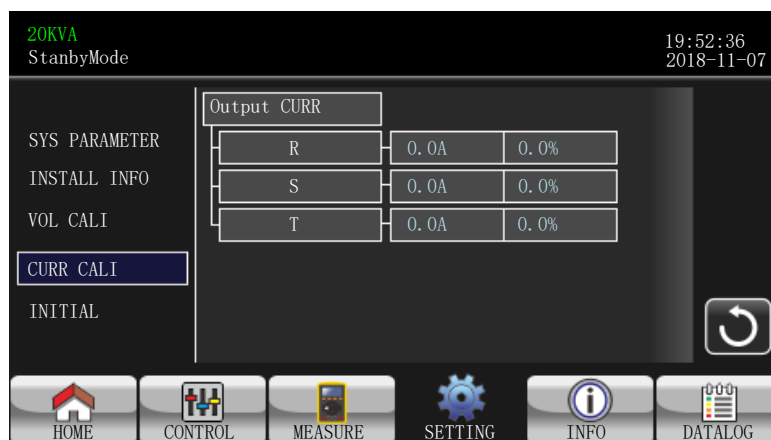 20KVA
StanbyMode
19:52:36
2018-11-07
SYS PARAMETER
INSTALL INFO
VOL CALI
CURR CALI
INITIAL
Output CURR
R 0.0A 0.0%
S 0.0A 0.0%
T 0.0A 0.0%
HOME CONTROL MEASURE SETTING INFO DATALOG